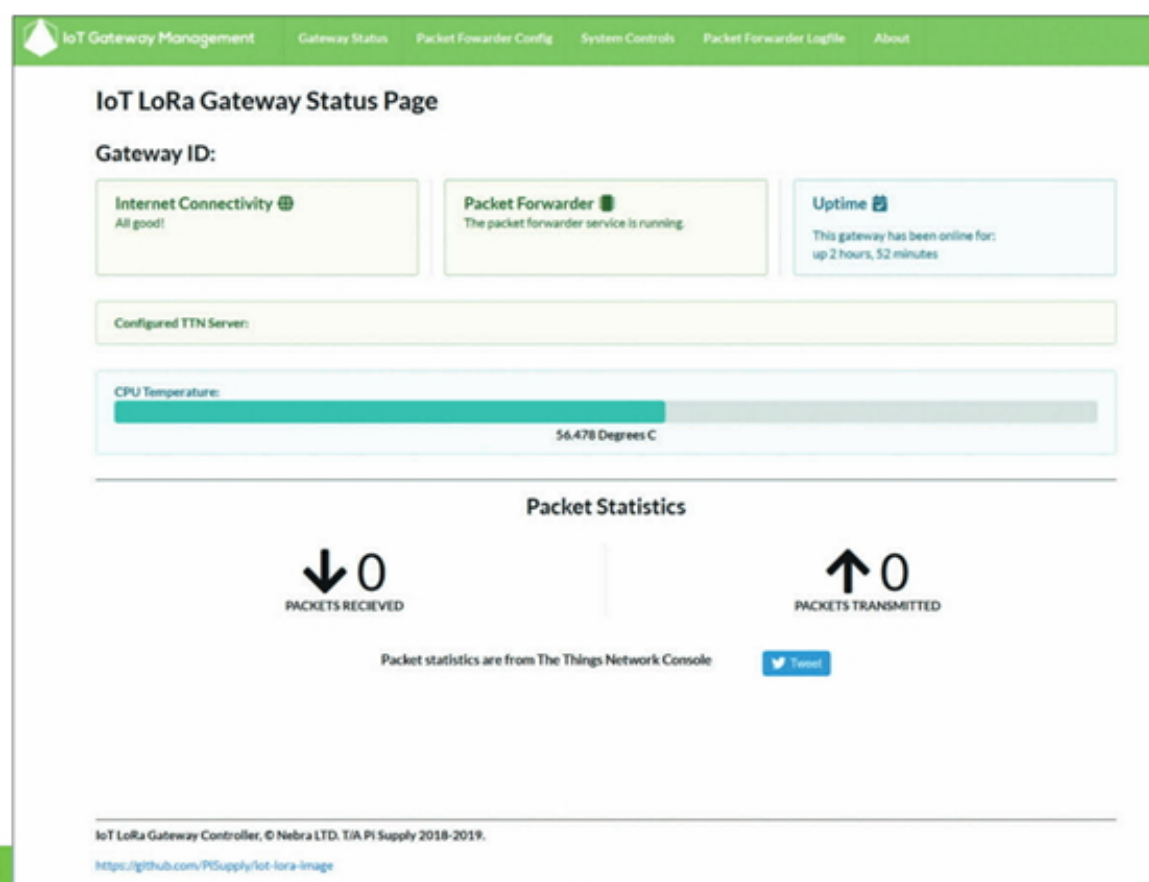 IoT Gateway Management Gateway Status Packet Fowarder Config System Controls Packet Forwarder Logfile About
IoT LoRa Gateway Status Page
Gateway ID:
Internet Connectivity
All good!
Packet Forwarder
The packet forwarder service is running.
Uptime
This gateway has been online for:
up 2 hours, 52 minutes
Configured TTN Server:
CPU Temperature:
56.478 Degrees C
Packet Statistics
0
PACKETS RECIEVED
0
PACKETS TRANSMITTED
Packet statistics are from The Things Network Console
Tweet
IoT LoRa Gateway Controller, © Nebra LTD. T/A Pi Supply 2018-2019.
https://github.com/PiSupply/iot-lora-image